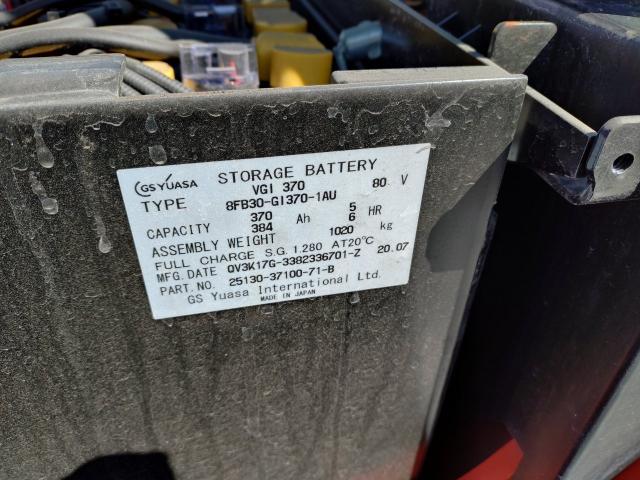 GS YUASA STORAGE BATTERY
VGI 370 80 V
TYPE 8FB30-GI370-1AU
CAPACITY 370 Ah 5 HR
384 6
ASSEMBLY WEIGHT 1020 kg
FULL CHARGE S.G. 1.280 AT20℃
MFG. DATE 0V3K17G-3382336701-Z 20.07
PART. NO. 25130-37100-71-B
GS Yuasa International Ltd.
MADE IN JAPAN